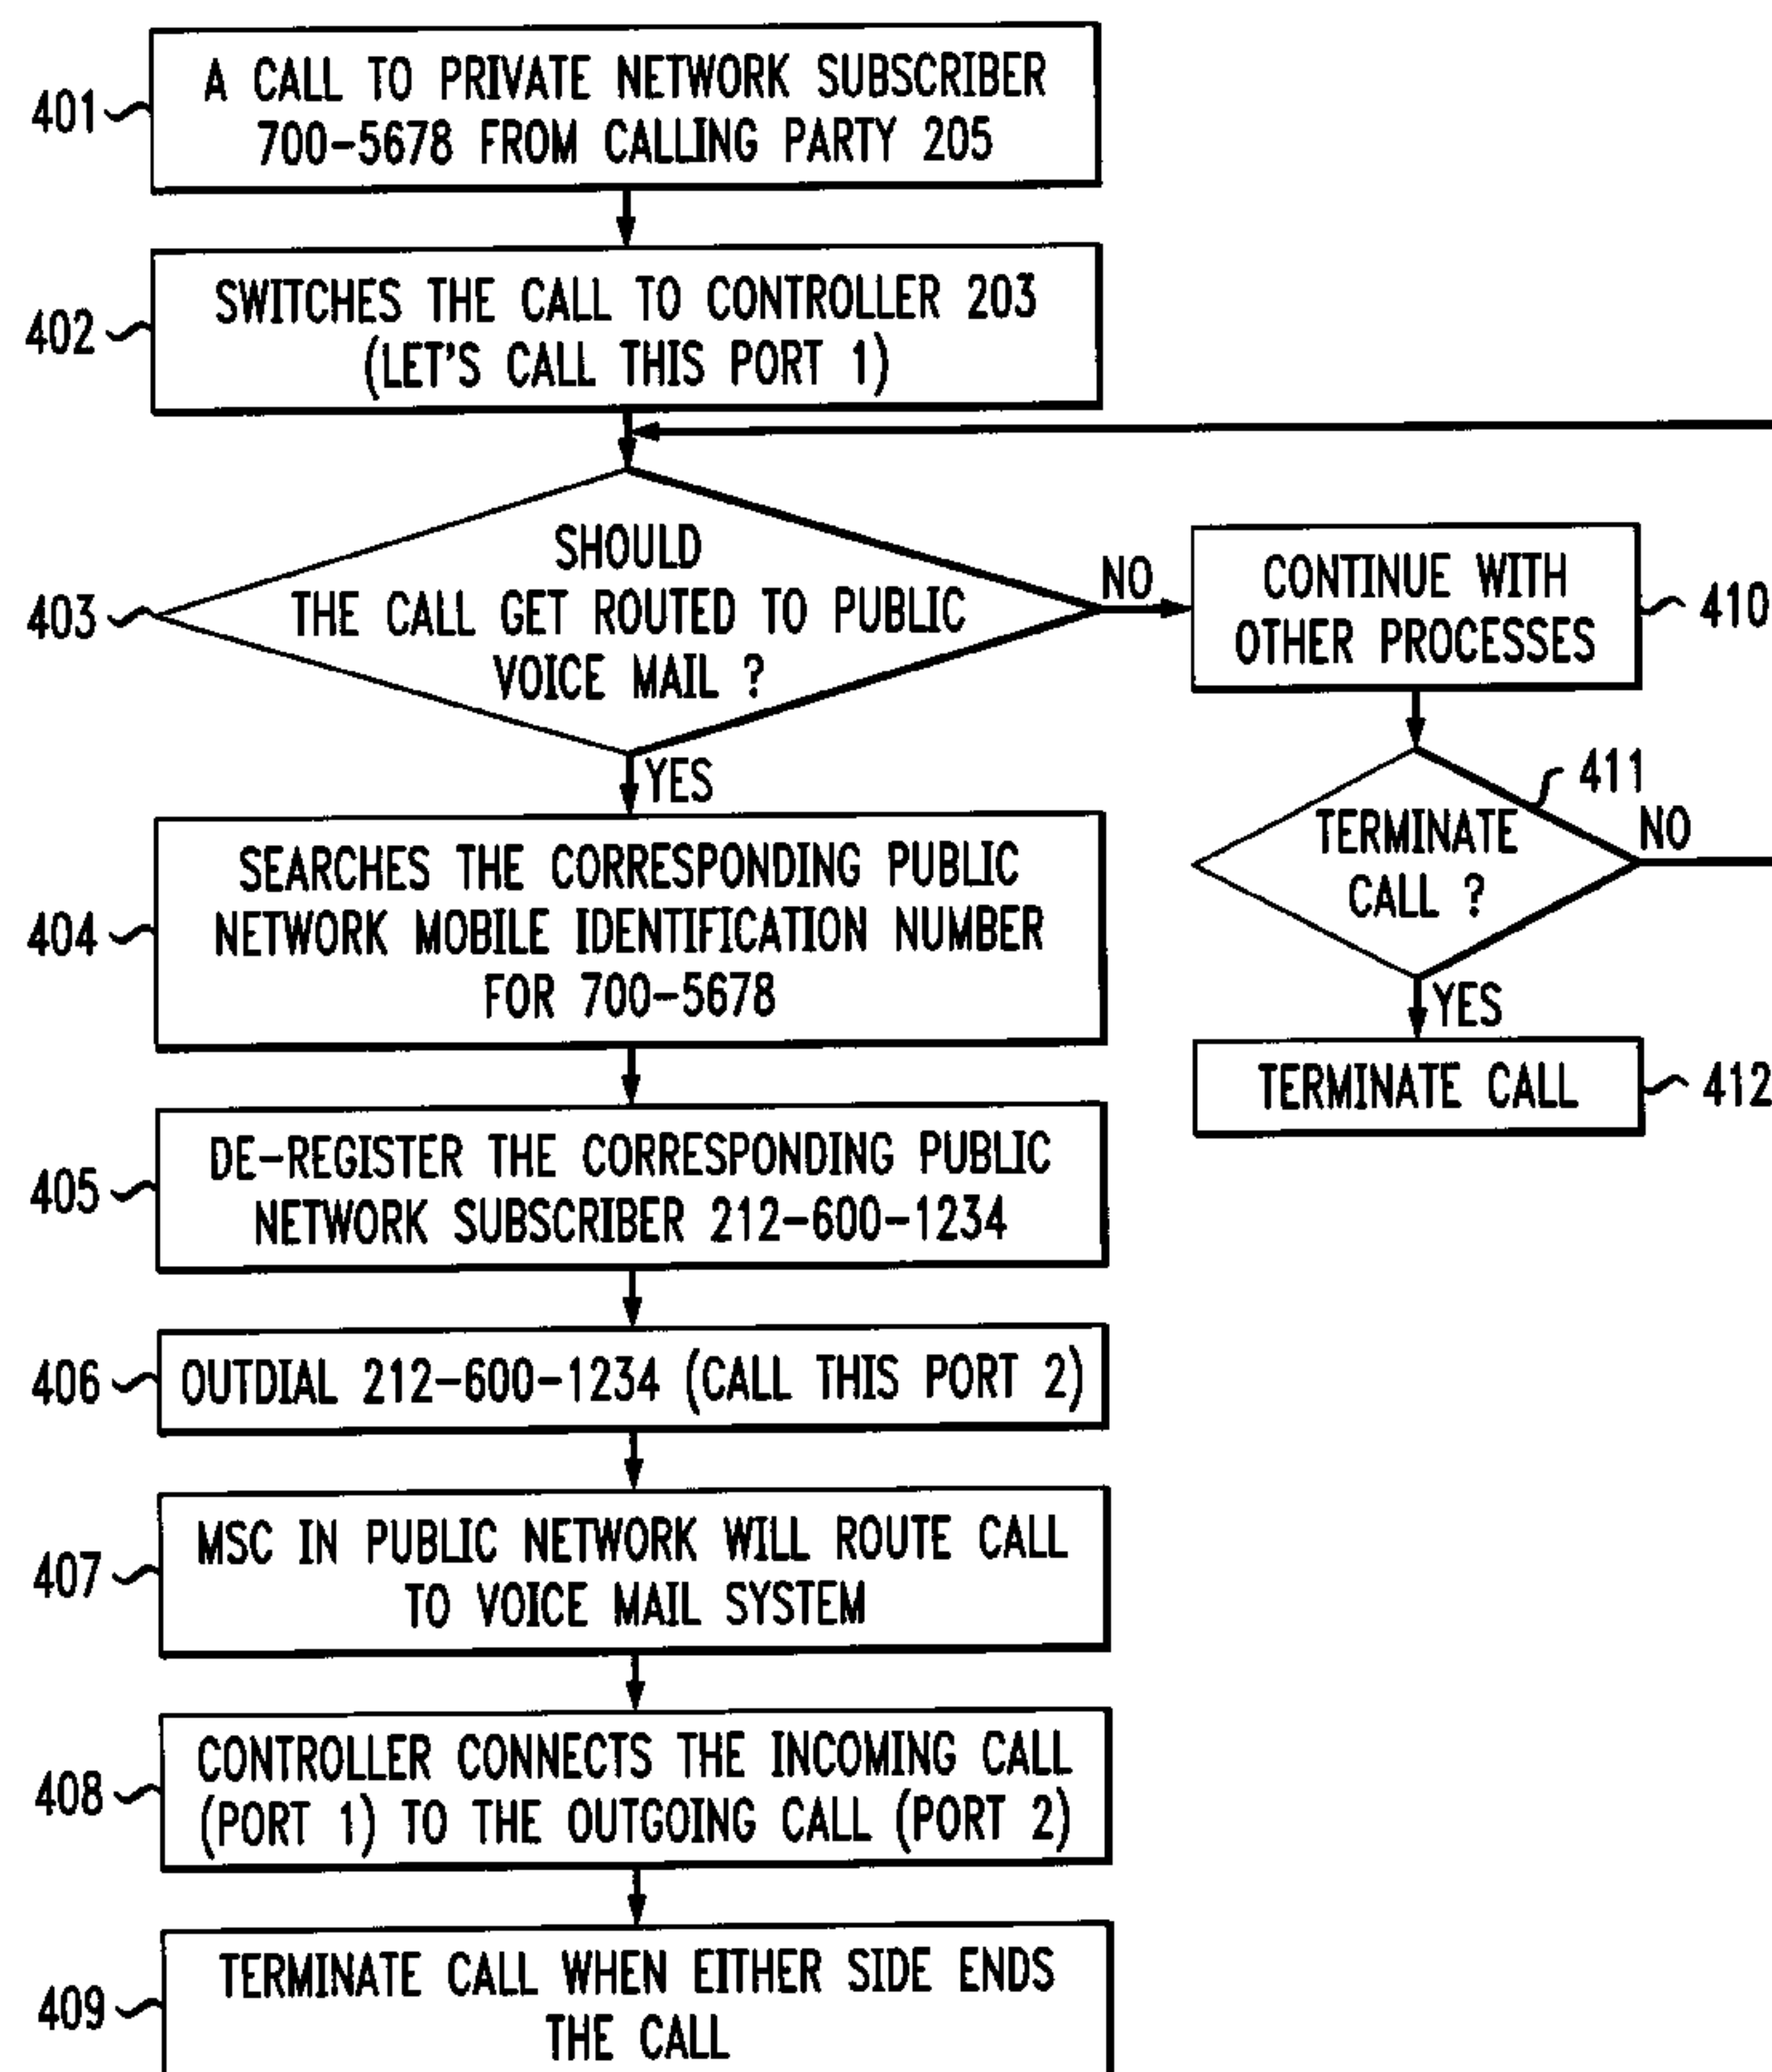 401
A CALL TO PRIVATE NETWORK SUBSCRIBER
700-5678 FROM CALLING PARTY 205
402
SWITCHES THE CALL TO CONTROLLER 203
(LET'S CALL THIS PORT 1)
403
SHOULD
THE CALL GET ROUTED TO PUBLIC
VOICE MAIL ?
NO
CONTINUE WITH
OTHER PROCESSES
410
YES
411
TERMINATE
CALL ?
NO
YES
TERMINATE CALL
412
404
SEARCHES THE CORRESPONDING PUBLIC
NETWORK MOBILE IDENTIFICATION NUMBER
FOR 700-5678
405
DE-REGISTER THE CORRESPONDING PUBLIC
NETWORK SUBSCRIBER 212-600-1234
406
OUTDIAL 212-600-1234 (CALL THIS PORT 2)
407
MSC IN PUBLIC NETWORK WILL ROUTE CALL
TO VOICE MAIL SYSTEM
408
CONTROLLER CONNECTS THE INCOMING CALL
(PORT 1) TO THE OUTGOING CALL (PORT 2)
409
TERMINATE CALL WHEN EITHER SIDE ENDS
THE CALL